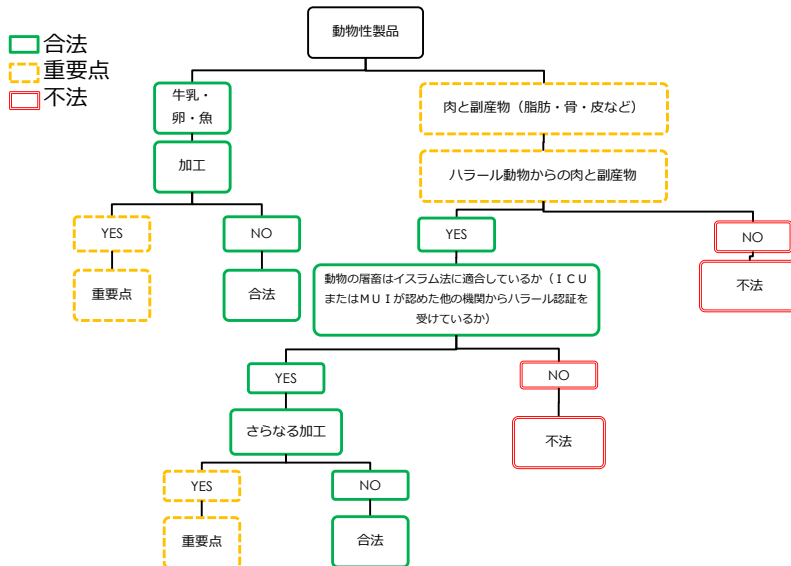 動物性製品
合法
重要点
不法
牛乳・
卵・魚
肉と副産物（脂肪・骨・皮など）
加工
ハラール動物からの肉と副産物
YES
NO
YES
NO
重要点
合法
動物の屠畜はイスラム法に適合しているか（ＩＣＵ
またはＭＵＩが認めた他の機関からハラール認証を
受けているか）
不法
YES
NO
さらなる加工
不法
YES
NO
重要点
合法